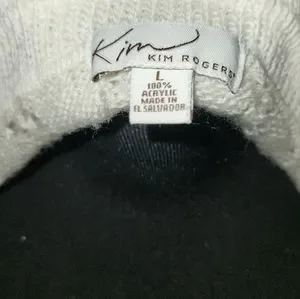 Kim
KIM ROGERS
L
100%
ACRYLIC
MADE IN
EL SALVADOR